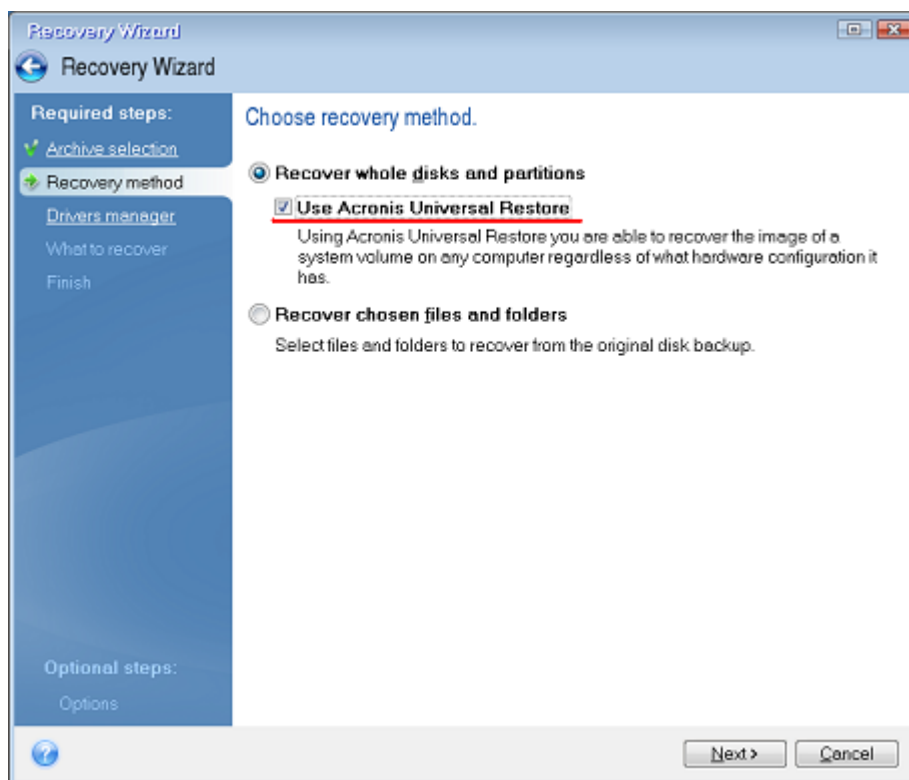 Recovery Wizard
Recovery Wizard
Required steps:
Archive selection
Recovery method
Drivers manager
What to recover
Finish
Choose recovery method.
Recover whole disks and partitions
Use Acronis Universal Restore
Using Acronis Universal Restore you are able to recover the image of a
system volume on any computer regardless of what hardware configuration it
has.
Recover chosen files and folders
Select files and folders to recover from the original disk backup.
Optional steps:
Options
?
Next >
Cancel